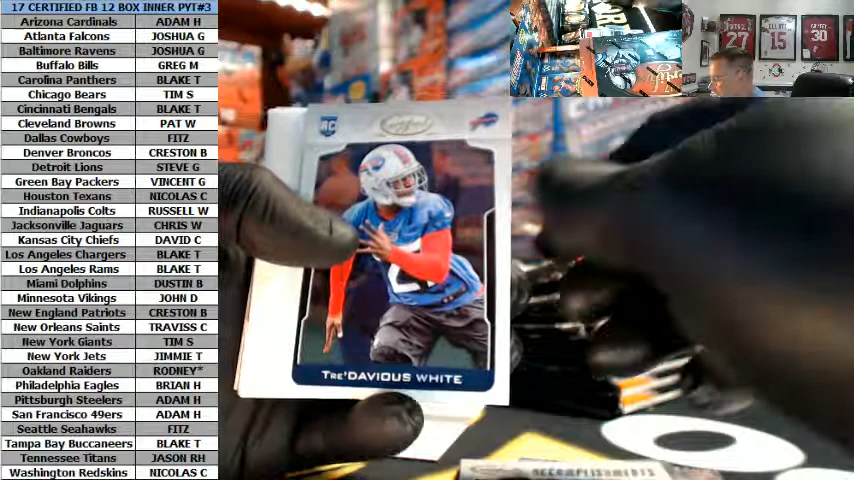 17 CERTIFIED FB 12 BOX INNER PYT#3
Arizona Cardinals ADAM H
Atlanta Falcons JOSHUA G
Baltimore Ravens JOSHUA G
Buffalo Bills GREG M
Carolina Panthers BLAKE T
Chicago Bears TIM S
Cincinnati Bengals BLAKE T
Cleveland Browns PAT W
Dallas Cowboys FITZ
Denver Broncos CRESTON B
Detroit Lions STEVE G
Green Bay Packers VINCENT G
Houston Texans NICOLAS C
Indianapolis Colts RUSSELL W
Jacksonville Jaguars CHRIS W
Kansas City Chiefs DAVID C
Los Angeles Chargers BLAKE T
Los Angeles Rams BLAKE T
Miami Dolphins DUSTIN B
Minnesota Vikings JOHN D
New England Patriots CRESTON B
New Orleans Saints TRAVISS C
New York Giants TIM S
New York Jets JIMMIE T
Oakland Raiders RODNEY*
Philadelphia Eagles BRIAN H
Pittsburgh Steelers ADAM H
San Francisco 49ers ADAM H
Seattle Seahawks FITZ
Tampa Bay Buccaneers BLAKE T
Tennessee Titans JASON RH
Washington Redskins NICOLAS C
RC
TRE'DAVIOUS WHITE
ACCOMPLISHMENTS
27
15
30